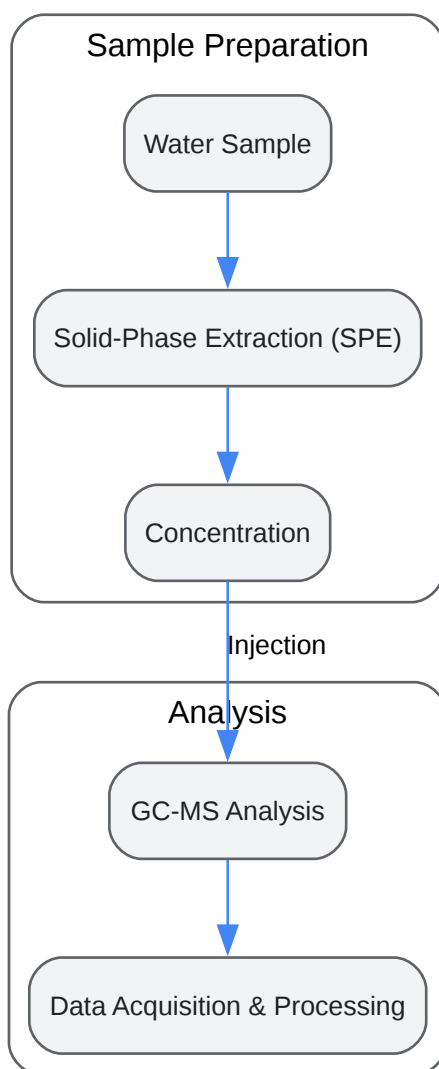 Sample Preparation
Water Sample
Solid-Phase Extraction (SPE)
Concentration
Injection
Analysis
GC-MS Analysis
Data Acquisition & Processing